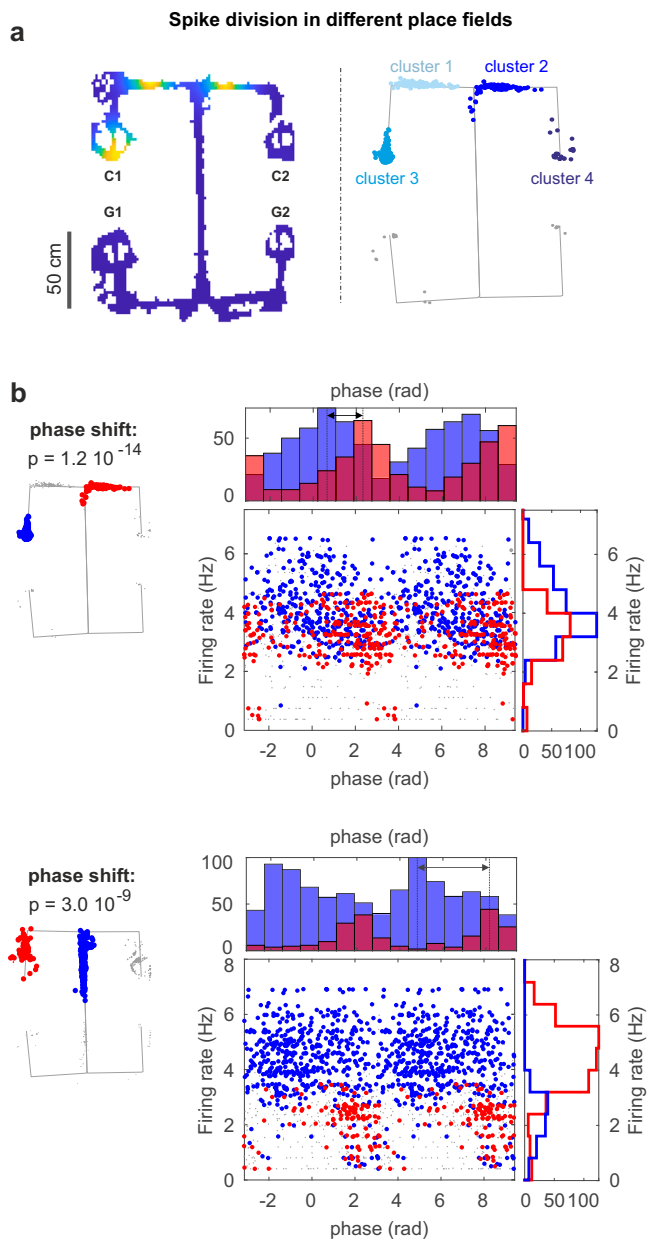 Spike division in different place fields
a
cluster 1
cluster 2
C1
C2
cluster 3
cluster 4
G1
G2
50 cm
b
phase (rad)
phase shift:
p = 1.2 10 -14
50
0
6
4
2
0
Firing rate (Hz)
6
4
2
0
Firing rate (Hz)
-2 0 2 4 6 8
0 50 100
phase (rad)
phase (rad)
phase shift:
p = 3.0 10 -9
100
50
0
8
6
4
2
0
Firing rate (Hz)
8
6
4
2
0
Firing rate (Hz)
-2 0 2 4 6 8
0 50 100
phase (rad)